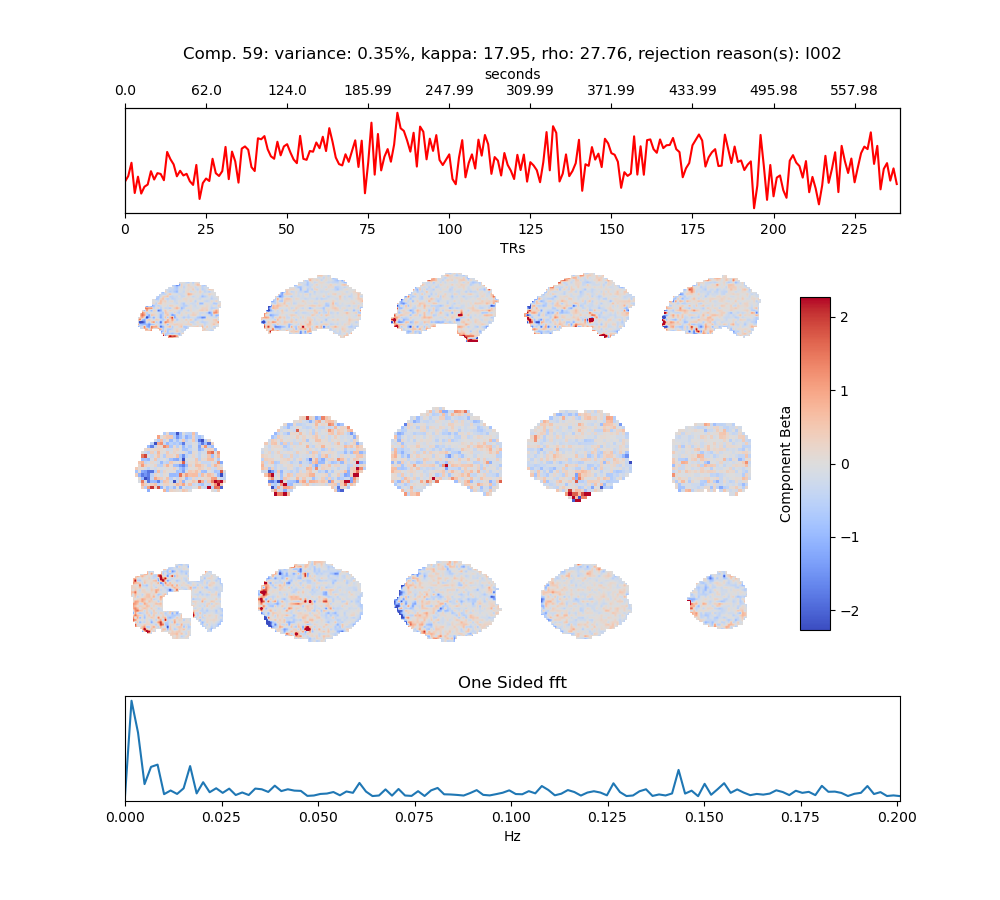 Comp. 59: variance: 0.35%, kappa: 17.95, rho: 27.76, rejection reason(s): I002
seconds
0.0 62.0 124.0 185.99 247.99 309.99 371.99 433.99 495.98 557.98
0 25 50 75 100 125 150 175 200 225
TRs
2
1
0
−1
−2
Component Beta
One Sided fft
0.000 0.025 0.050 0.075 0.100 0.125 0.150 0.175 0.200
Hz